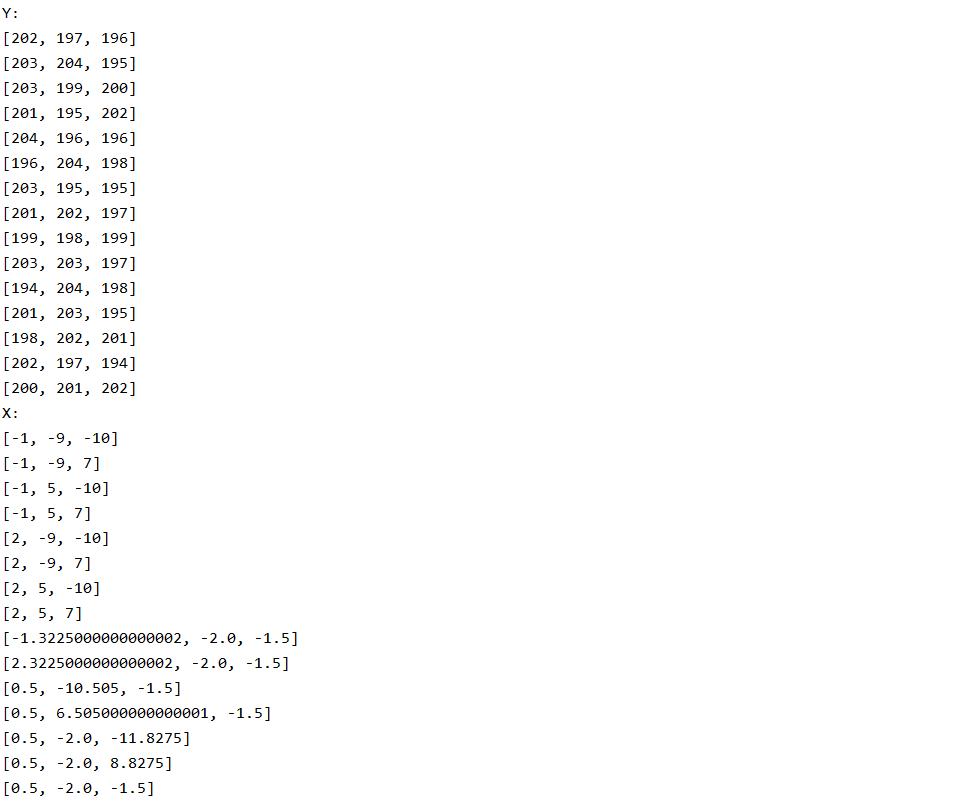 Y:
[202, 197, 196]
[203, 204, 195]
[203, 199, 200]
[201, 195, 202]
[204, 196, 196]
[196, 204, 198]
[203, 195, 195]
[201, 202, 197]
[199, 198, 199]
[203, 203, 197]
[194, 204, 198]
[201, 203, 195]
[198, 202, 201]
[202, 197, 194]
[200, 201, 202]
X:
[-1, -9, -10]
[-1, -9, 7]
[-1, 5, -10]
[-1, 5, 7]
[2, -9, -10]
[2, -9, 7]
[2, 5, -10]
[2, 5, 7]
[-1.3225000000000002, -2.0, -1.5]
[2.3225000000000002, -2.0, -1.5]
[0.5, -10.505, -1.5]
[0.5, 6.505000000000001, -1.5]
[0.5, -2.0, -11.8275]
[0.5, -2.0, 8.8275]
[0.5, -2.0, -1.5]